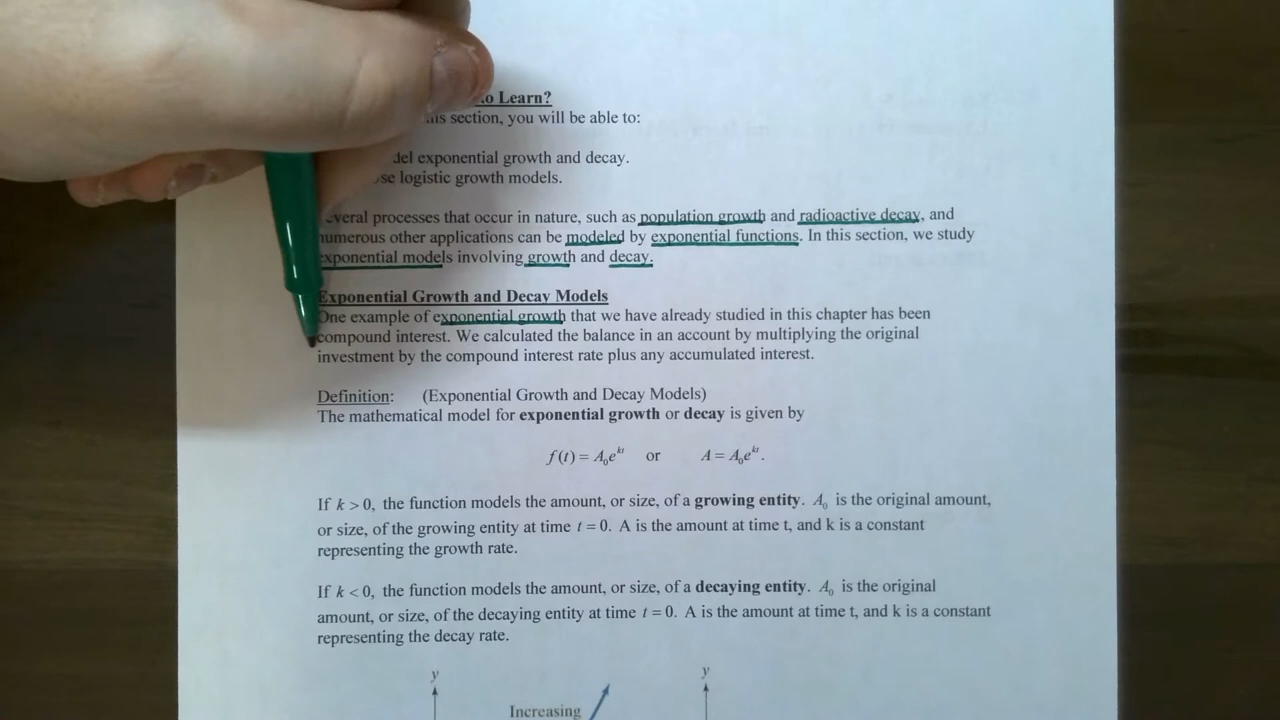 to Learn?
this section, you will be able to:
exponential growth and decay.
logistic growth models.
Several processes that occur in nature, such as population growth and radioactive decay, and
numerous other applications can be modeled by exponential functions. In this section, we study
exponential models involving growth and decay.
Exponential Growth and Decay Models
One example of exponential growth that we have already studied in this chapter has been
compound interest. We calculated the balance in an account by multiplying the original
investment by the compound interest rate plus any accumulated interest.
Definition: (Exponential Growth and Decay Models)
The mathematical model for exponential growth or decay is given by
f(t) = A₀eᵏᵗ or A = A₀eᵏᵗ.
If k > 0, the function models the amount, or size, of a growing entity. A₀ is the original amount,
or size, of the growing entity at time t = 0. A is the amount at time t, and k is a constant
representing the growth rate.
If k < 0, the function models the amount, or size, of a decaying entity. A₀ is the original
amount, or size, of the decaying entity at time t = 0. A is the amount at time t, and k is a constant
representing the decay rate.
y y
Increasing